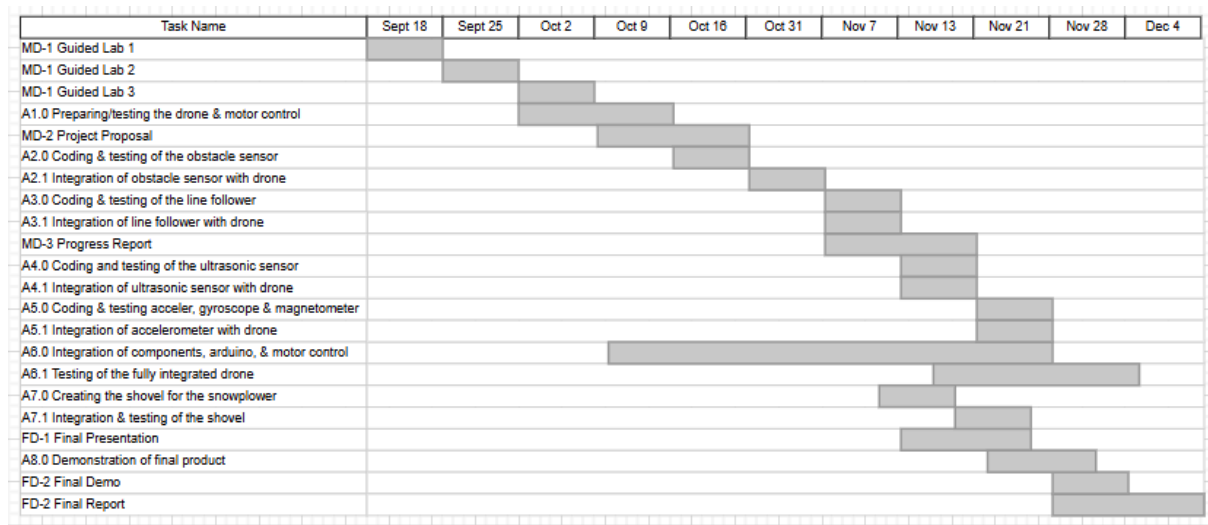 Task Name Sept 18 Sept 25 Oct 2 Oct 9 Oct 16 Oct 31 Nov 7 Nov 13 Nov 21 Nov 28 Dec 4
MD-1 Guided Lab 1
MD-1 Guided Lab 2
MD-1 Guided Lab 3
A1.0 Preparing/testing the drone & motor control
MD-2 Project Proposal
A2.0 Coding & testing of the obstacle sensor
A2.1 Integration of obstacle sensor with drone
A3.0 Coding & testing of the line follower
A3.1 Integration of line follower with drone
MD-3 Progress Report
A4.0 Coding and testing of the ultrasonic sensor
A4.1 Integration of ultrasonic sensor with drone
A5.0 Coding & testing acceler, gyroscope & magnetometer
A5.1 Integration of accelerometer with drone
A6.0 Integration of components, arduino, & motor control
A6.1 Testing of the fully integrated drone
A7.0 Creating the shovel for the snowplower
A7.1 Integration & testing of the shovel
FD-1 Final Presentation
A8.0 Demonstration of final product
FD-2 Final Demo
FD-2 Final Report